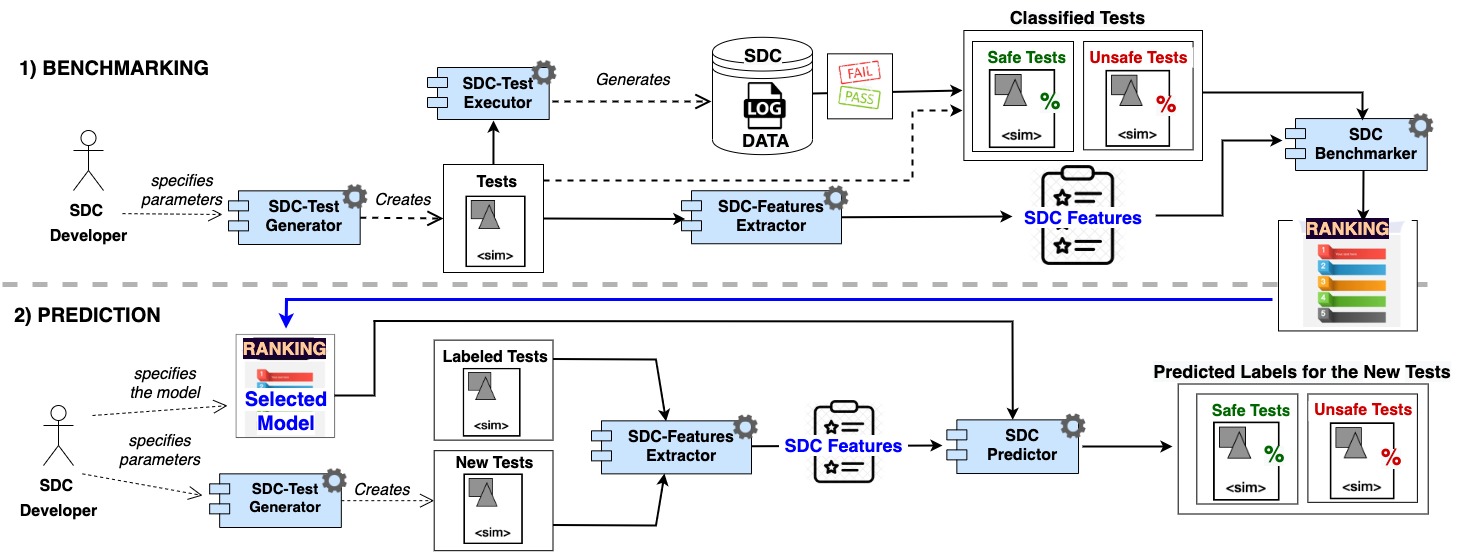 Classified Tests
1) BENCHMARKING
SDC-Test
Executor
Generates
SDC
LOG
DATA
FAIL
PASS
Safe Tests
%
<sim>
Unsafe Tests
%
<sim>
SDC
Benchmarker
SDC
Developer
specifies
parameters
SDC-Test
Generator
Creates
Tests
<sim>
SDC-Features
Extractor
SDC Features
RANKING
1
2
3
4
5
2) PREDICTION
SDC
Developer
specifies
the model
specifies
parameters
RANKING
1
Selected
Model
SDC-Test
Generator
Creates
Labeled Tests
<sim>
New Tests
<sim>
SDC-Features
Extractor
SDC Features
SDC
Predictor
Predicted Labels for the New Tests
Safe Tests
%
<sim>
Unsafe Tests
%
<sim>